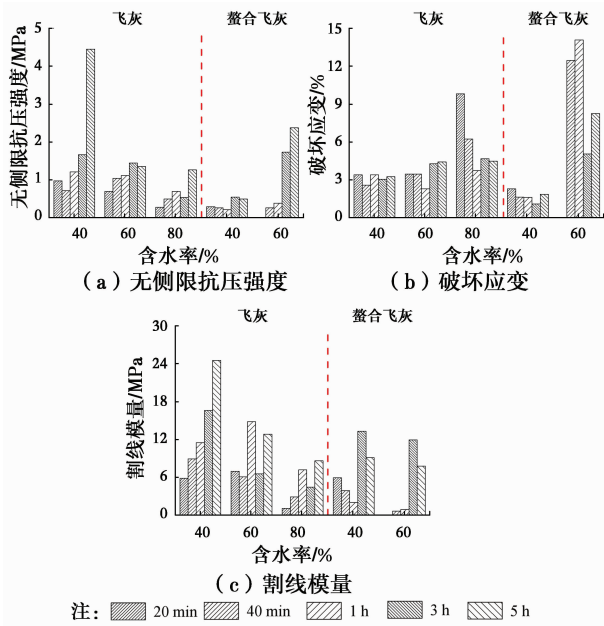 飞灰 螯合飞灰
5
4
3
2
1
0
无侧限抗压强度/MPa
40 60 80 40 60
含水率/%
(a)无侧限抗压强度
飞灰 螯合飞灰
15
12
9
6
3
0
破坏应变/%
40 60 80 40 60
含水率/%
(b)破坏应变
飞灰 螯合飞灰
30
24
18
12
6
0
割线模量/MPa
40 60 80 40 60
含水率/%
(c)割线模量
注: 20 min 40 min 1 h 3 h 5 h